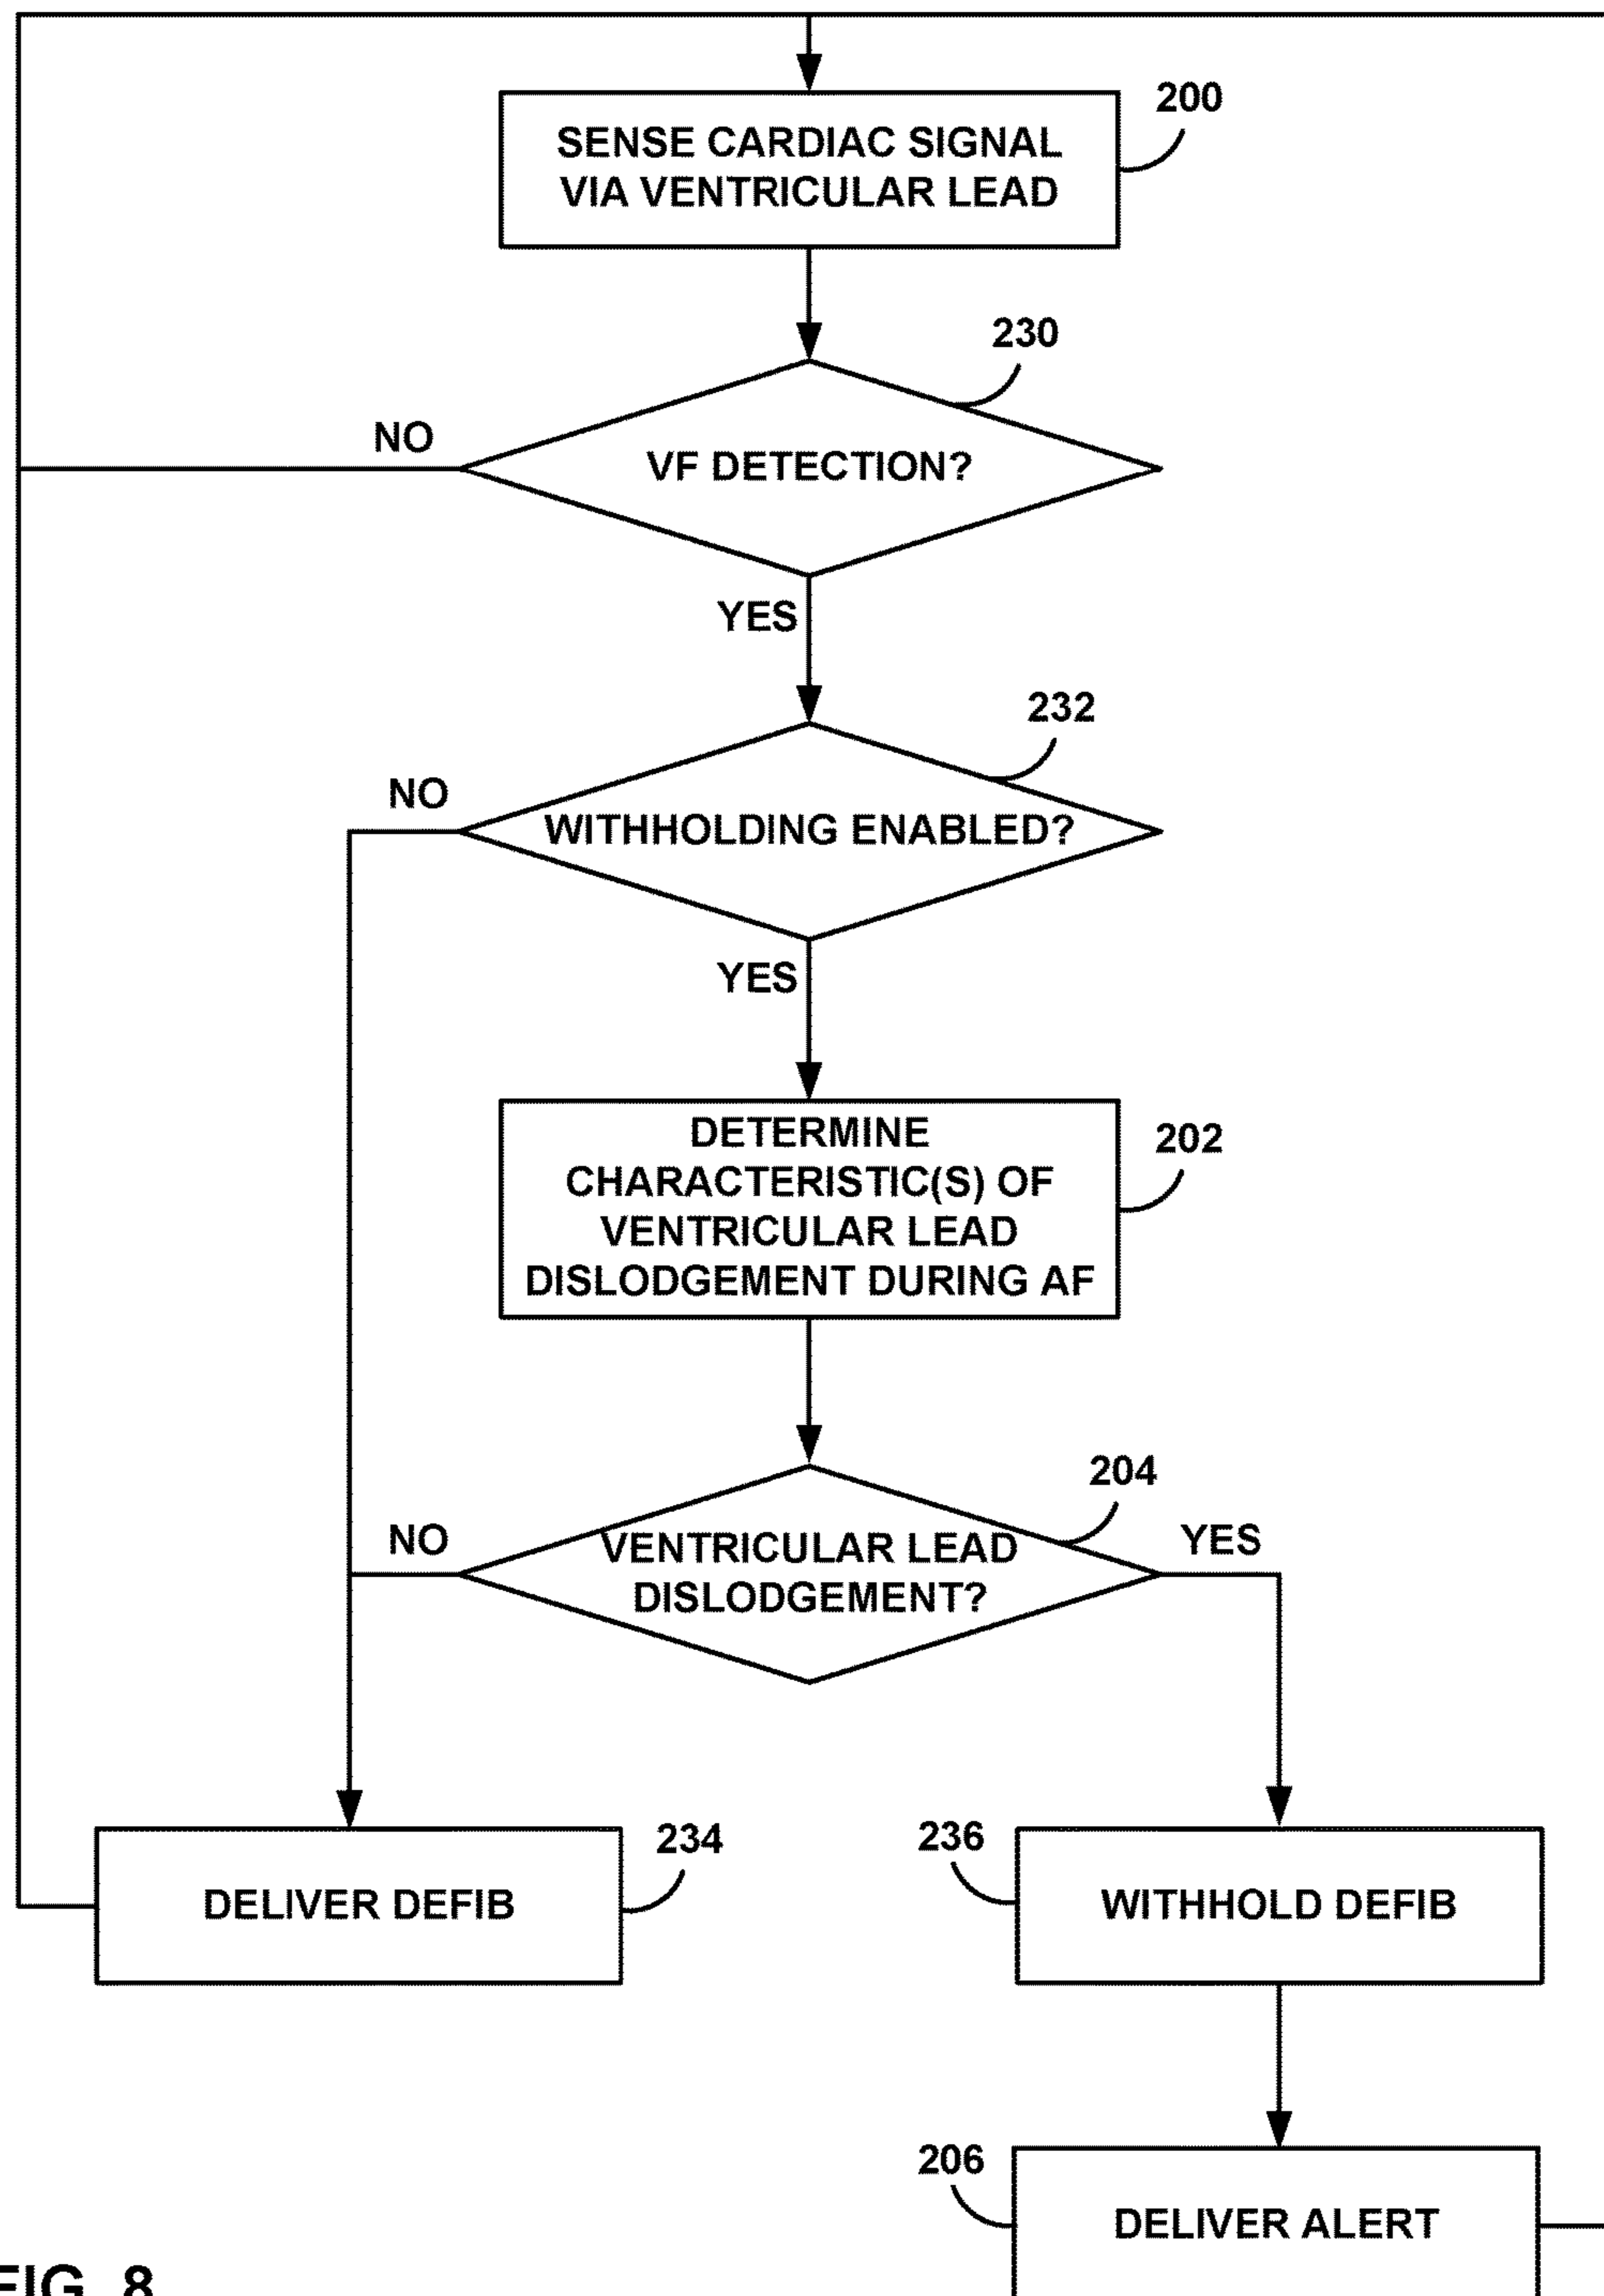 200
SENSE CARDIAC SIGNAL
VIA VENTRICULAR LEAD
230
NO
VF DETECTION?
YES
232
NO
WITHHOLDING ENABLED?
YES
DETERMINE
CHARACTERISTIC(S) OF
VENTRICULAR LEAD
DISLODGEMENT DURING AF
202
204
NO
VENTRICULAR LEAD
DISLODGEMENT?
YES
DELIVER DEFIB
234
236
WITHHOLD DEFIB
206
DELIVER ALERT
FIG. 8